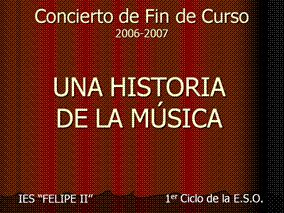 Concierto de Fin de Curso
2006-2007
UNA HISTORIA
DE LA MÚSICA
IES “FELIPE II”
1er Ciclo de la E.S.O.